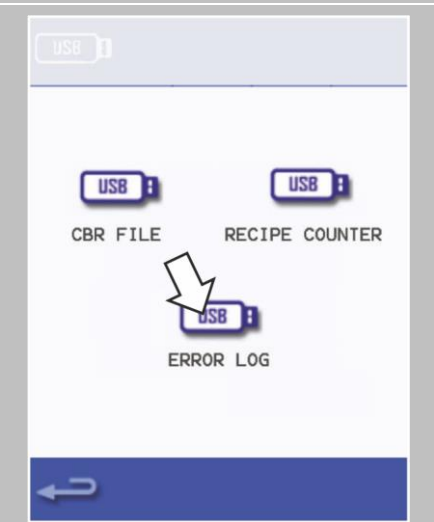 USB
USB USB
CBR FILE RECIPE COUNTER
USB
ERROR LOG